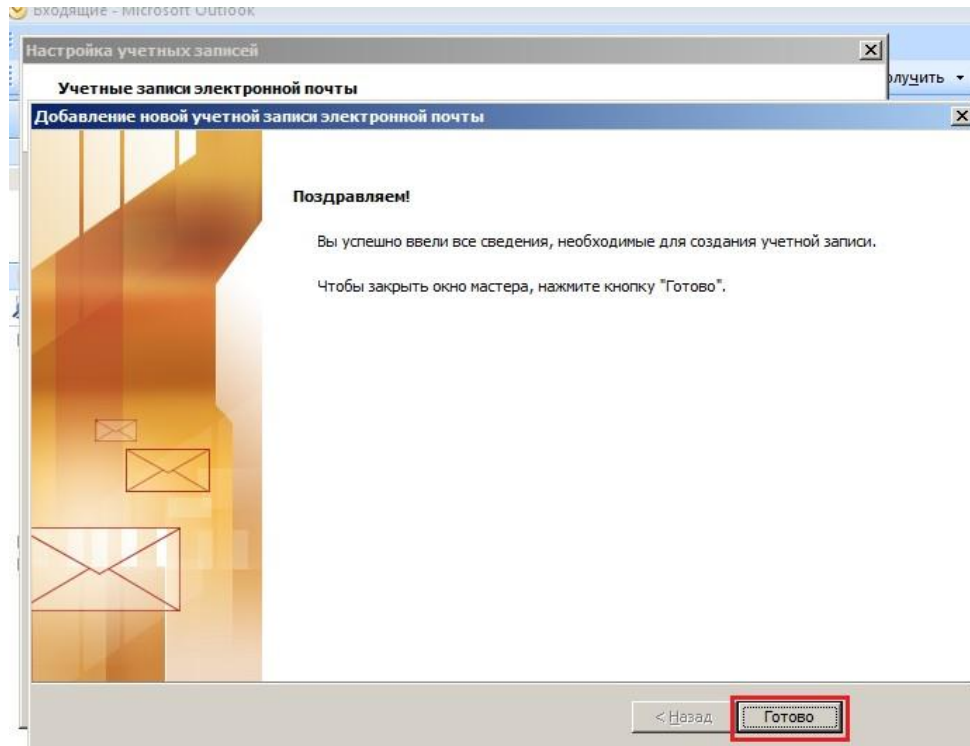 Входящие - Microsoft Outlook
Настройка учетных записей
олучить
Учетные записи электронной почты
Добавление новой учетной записи электронной почты
Поздравляем!
Вы успешно ввели все сведения, необходимые для создания учетной записи.
Чтобы закрыть окно мастера, нажмите кнопку "Готово".
< Назад
Готово